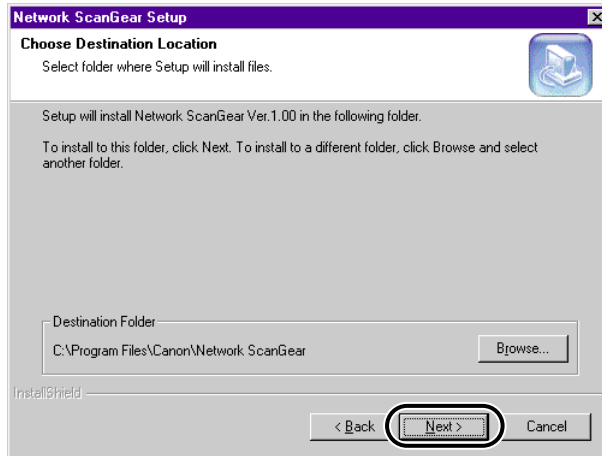 Network ScanGear Setup
Choose Destination Location
Select folder where Setup will install files.
Setup will install Network ScanGear Ver.1.00 in the following folder.
To install to this folder, click Next. To install to a different folder, click Browse and select
another folder.
Destination Folder
C:\Program Files\Canon\Network ScanGear
Browse...
InstallShield
< Back
Next >
Cancel